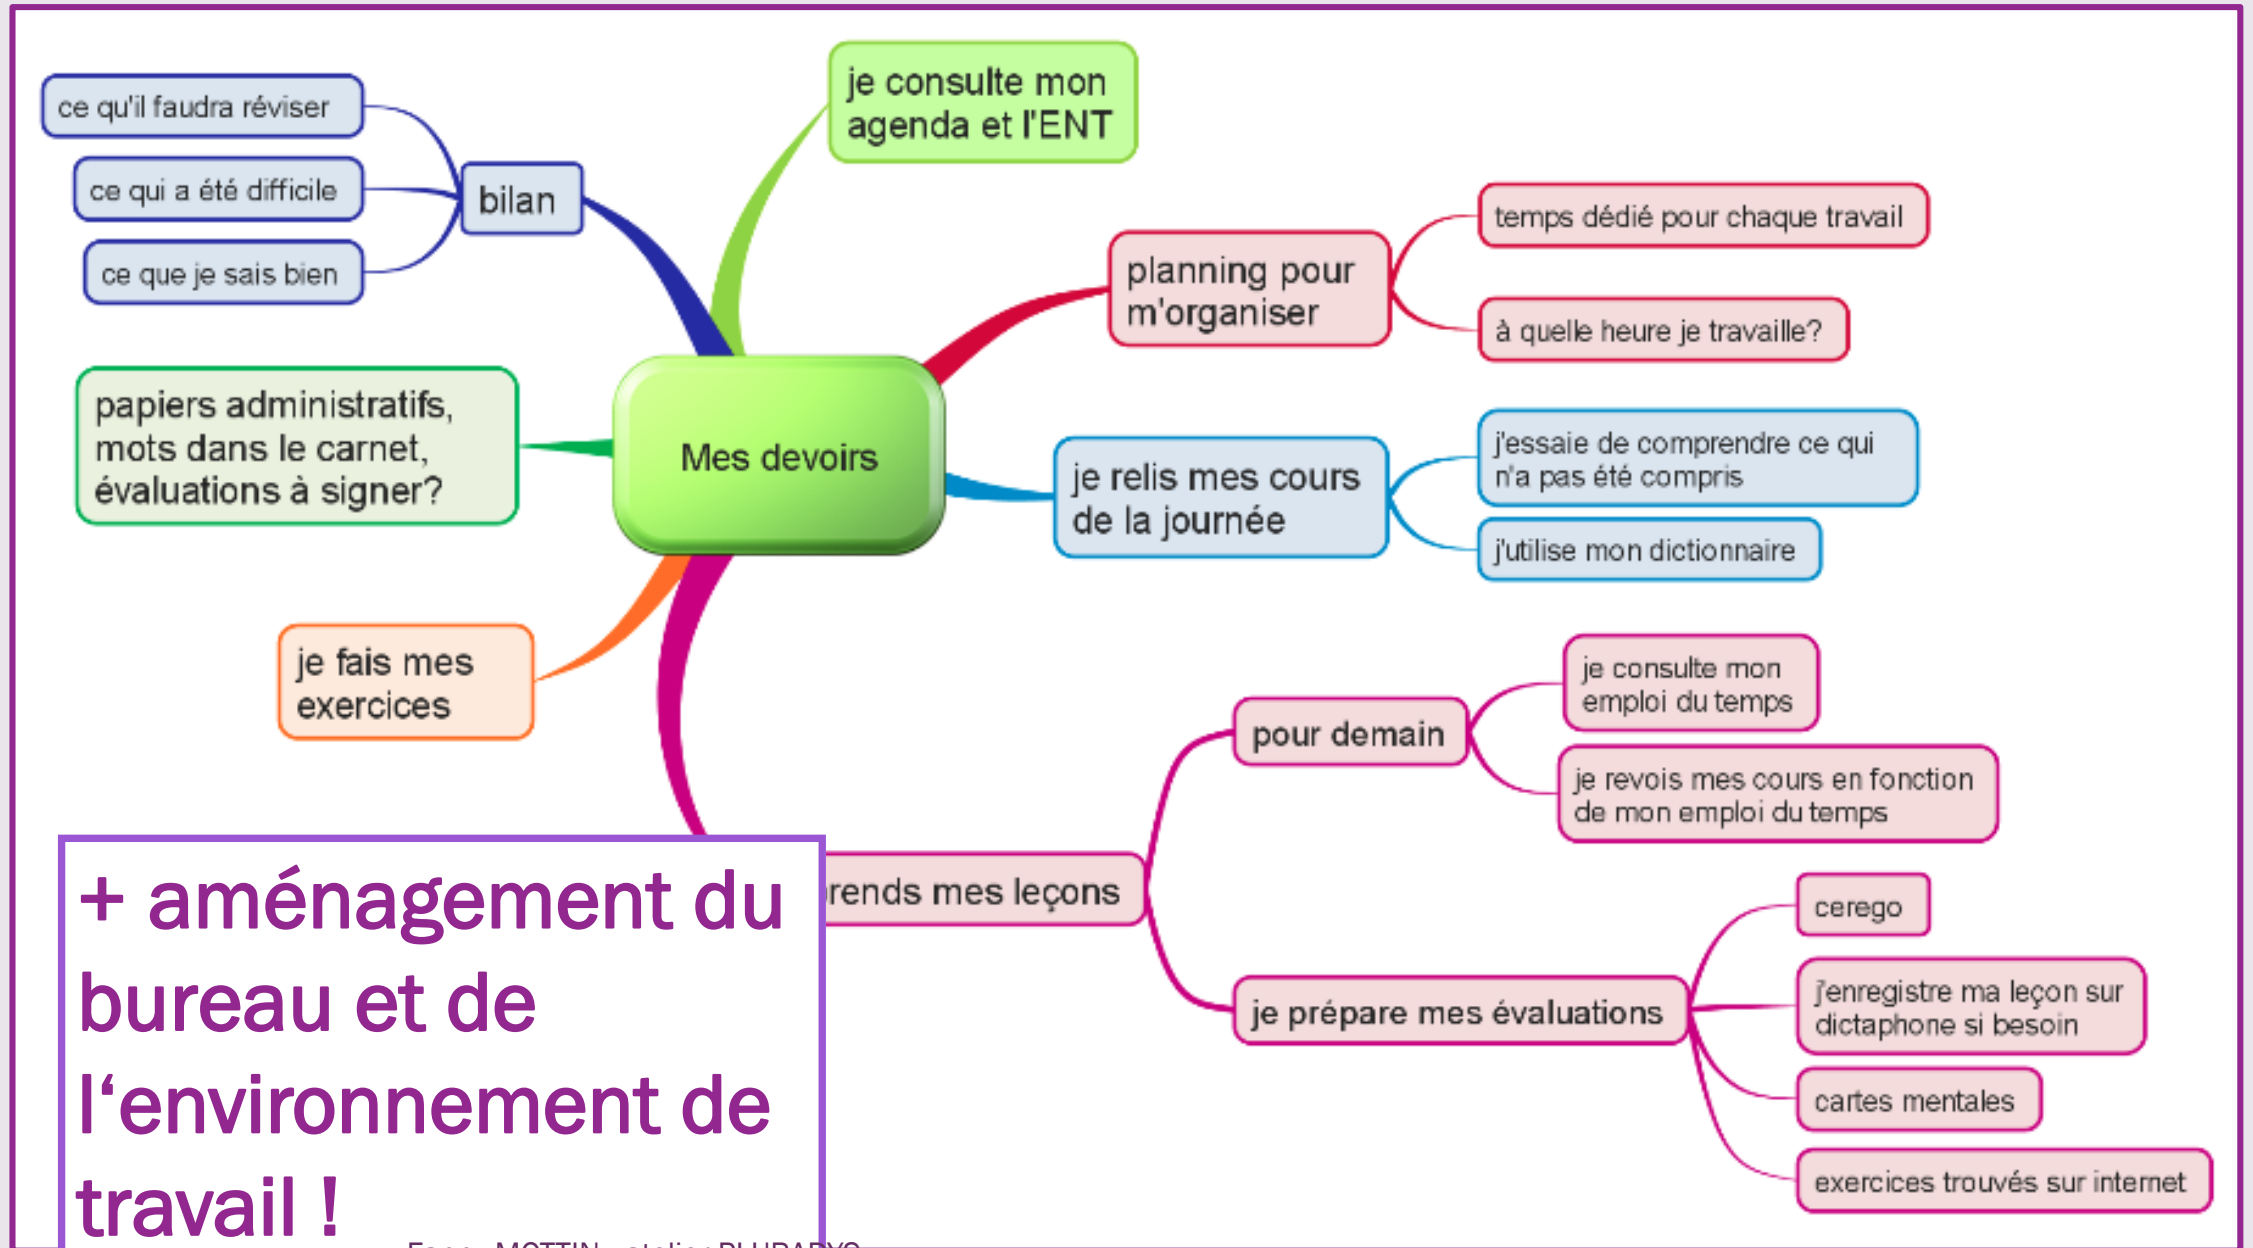 je consulte mon
agenda et l'ENT
planning pour
m'organiser
temps dédié pour chaque travail
à quelle heure je travaille?
je relis mes cours
de la journée
j'essaie de comprendre ce qui
n'a pas été compris
j'utilise mon dictionnaire
Mes devoirs
bilan
ce qu'il faudra réviser
ce qui a été difficile
ce que je sais bien
papiers administratifs,
mots dans le carnet,
évaluations à signer?
je fais mes
exercices
mes leçons
pour demain
je consulte mon
emploi du temps
je revois mes cours en fonction
de mon emploi du temps
je prépare mes évaluations
cerego
j'enregistre ma leçon sur
dictaphone si besoin
cartes mentales
exercices trouvés sur internet
+ aménagement du
bureau et de
l‘environnement de
travail !